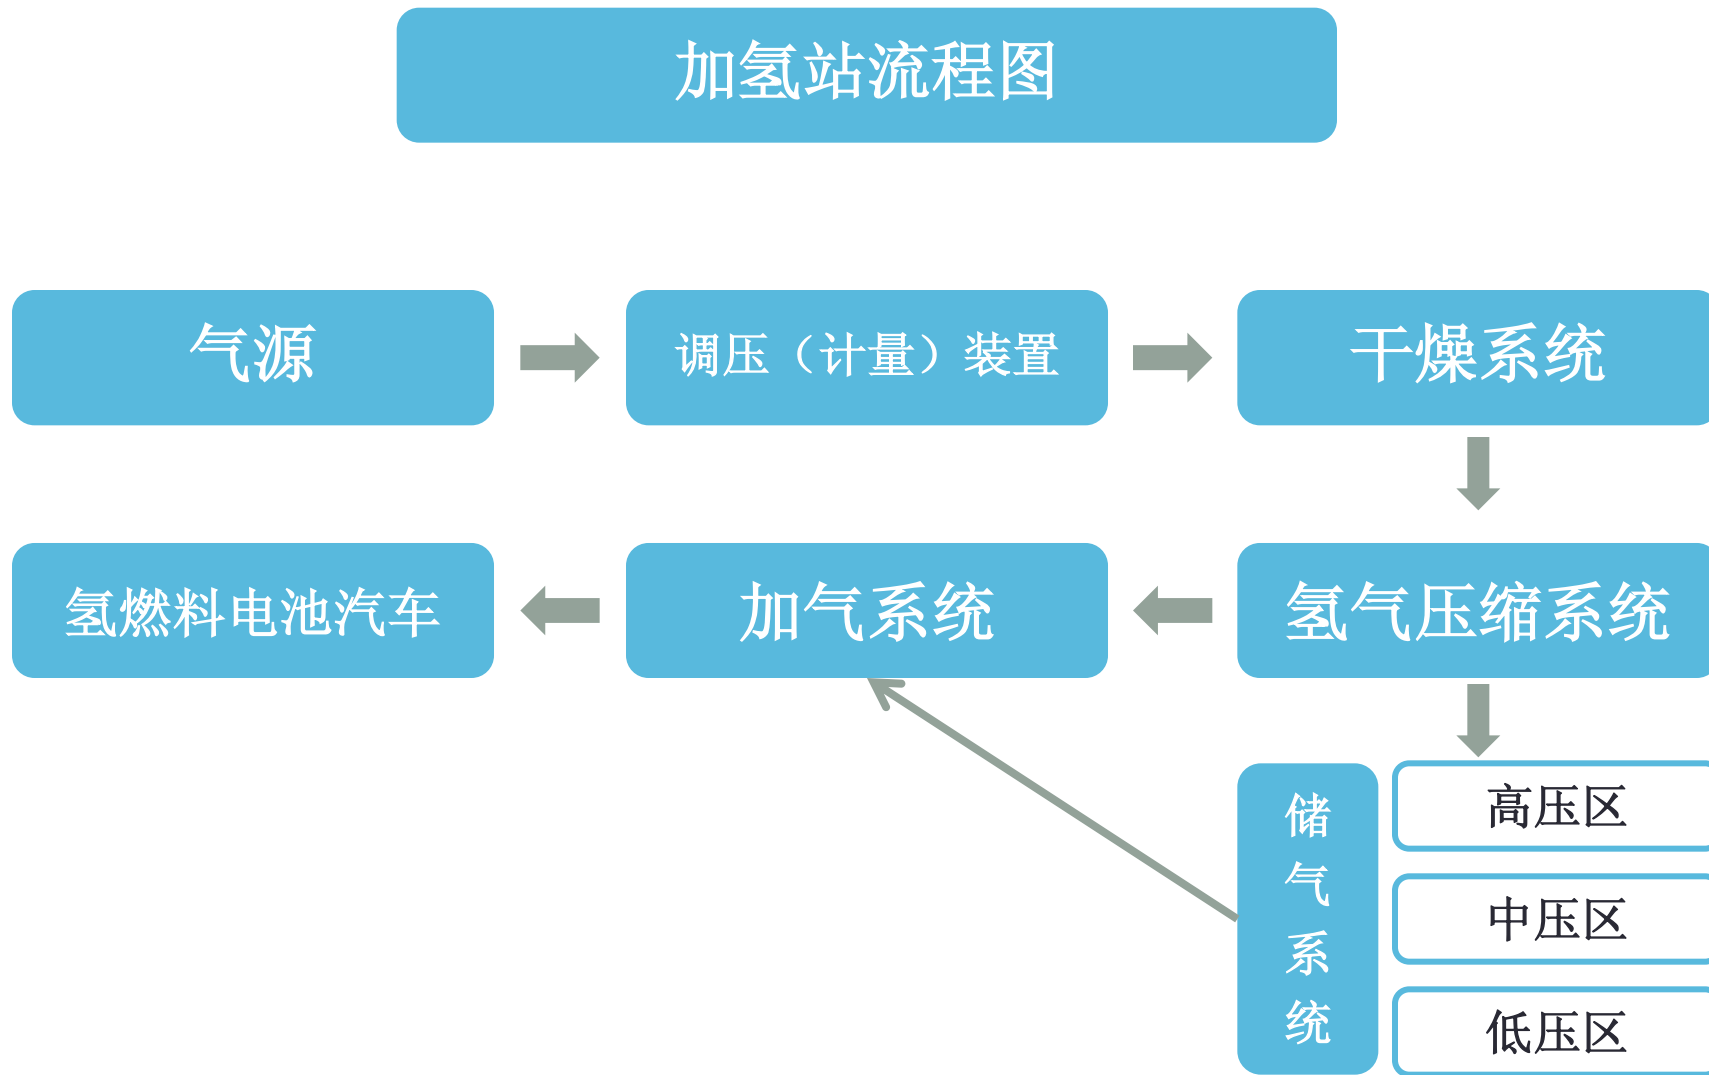 加氢站流程图
气源
调压（计量）装置
干燥系统
氢燃料电池汽车
加气系统
氢气压缩系统
储气系统
高压区
中压区
低压区